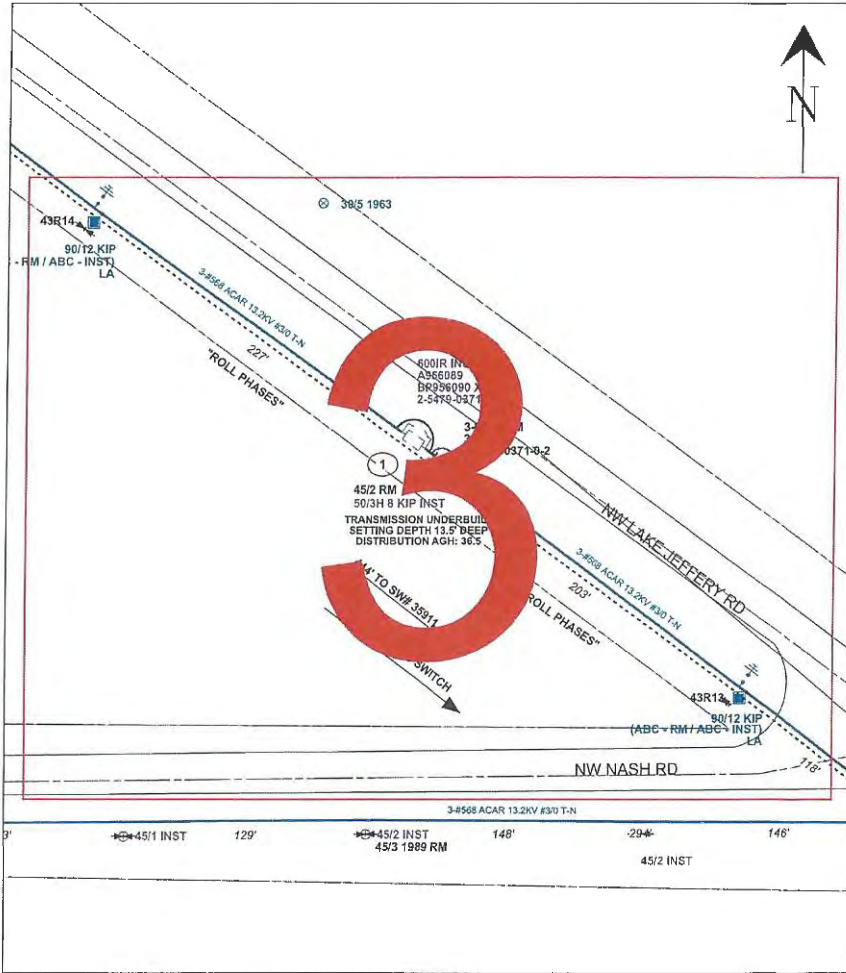 N
38/5 1963
43R14
90/12 KIP
- RM / ABC - INST)
LA
3-#568 ACAR 13.2KV #3/0 T-N
227'
"ROLL PHASES"
3
600IR
A956089
BP956090 X
2-5479-0371
3-
0371-0-2
1
45/2 RM
50/3H 8 KIP INST
TRANSMISSION
SETTING DEPTH 13.5' DEEP
DISTRIBUTION AGH: 36.5
NW LAKE JEFFERY RD
3-#568 ACAR 13.2KV #3/0 T-N
203'
ROLL PHASES"
TO SW# 35911
SWITCH
43R13
90/12 KIP
(ABC - RM / ABC - INST)
LA
118'
NW NASH RD
3-#568 ACAR 13.2KV #3/0 T-N
3'
45/1 INST
129'
45/2 INST
45/3 1989 RM
148'
146'
45/2 INST